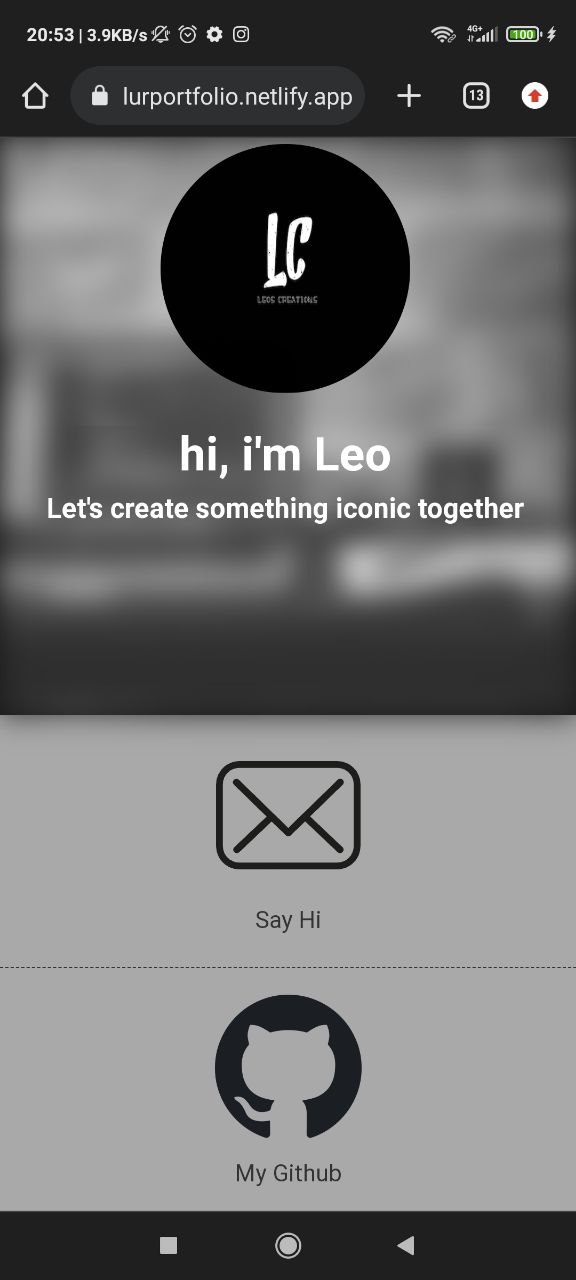 20:53 | 3.9KB/s
4G+
100
lurportfolio.netlify.app
13
LC
LEOS CREATIONS
hi, i'm Leo
Let's create something iconic together
Say Hi
My Github